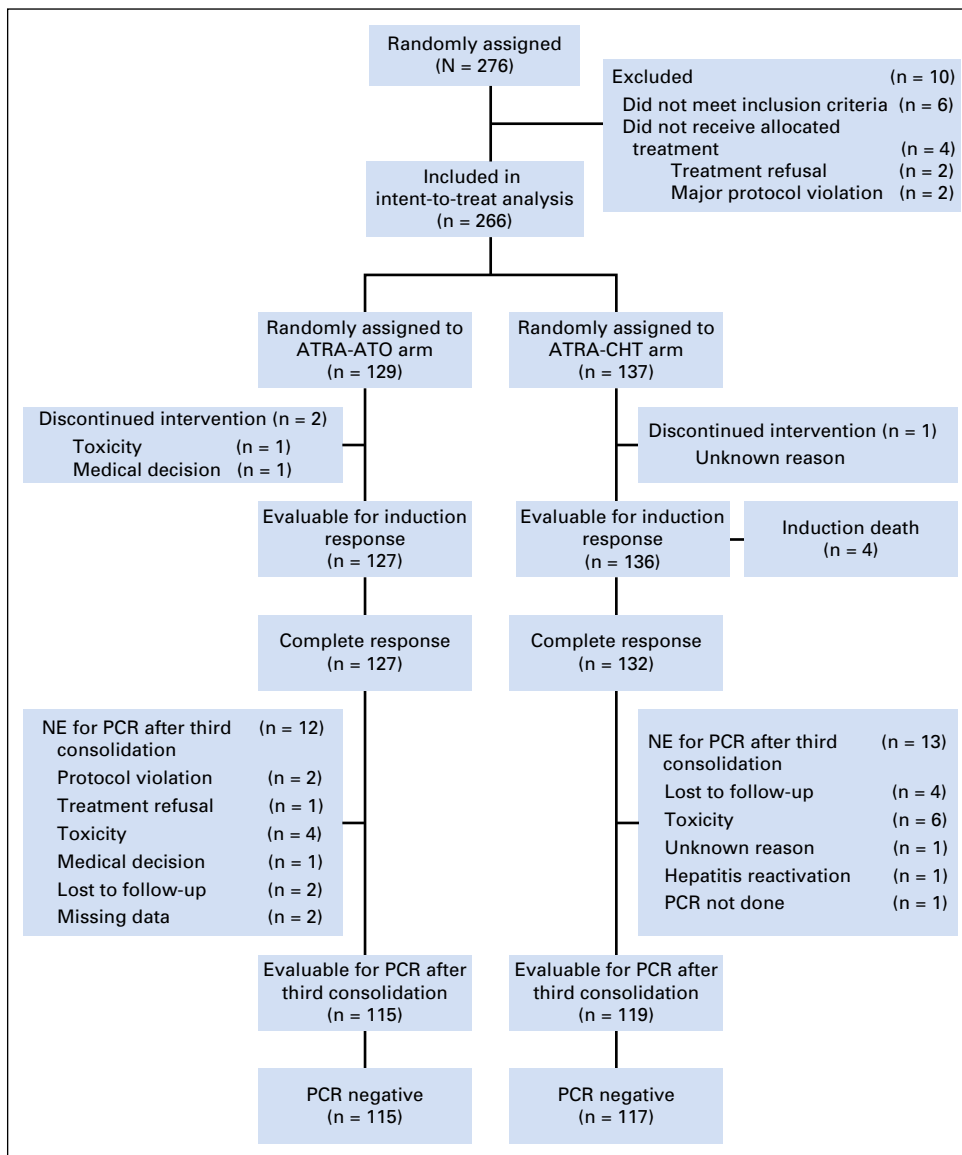 Randomly assigned
(N = 276)
Excluded (n = 10)
Did not meet inclusion criteria (n = 6)
Did not receive allocated
treatment (n = 4)
Treatment refusal (n = 2)
Major protocol violation (n = 2)
Included in
intent-to-treat analysis
(n = 266)
Randomly assigned to
ATRA-ATO arm
(n = 129)
Randomly assigned to
ATRA-CHT arm
(n = 137)
Discontinued intervention (n = 2)
Toxicity (n = 1)
Medical decision (n = 1)
Discontinued intervention (n = 1)
Unknown reason
Evaluable for induction
response
(n = 127)
Evaluable for induction
response
(n = 136)
Induction death
(n = 4)
Complete response
(n = 127)
Complete response
(n = 132)
NE for PCR after third (n = 12)
consolidation
Protocol violation (n = 2)
Treatment refusal (n = 1)
Toxicity (n = 4)
Medical decision (n = 1)
Lost to follow-up (n = 2)
Missing data (n = 2)
NE for PCR after third (n = 13)
consolidation
Lost to follow-up (n = 4)
Toxicity (n = 6)
Unknown reason (n = 1)
Hepatitis reactivation (n = 1)
PCR not done (n = 1)
Evaluable for PCR after
third consolidation
(n = 115)
Evaluable for PCR after
third consolidation
(n = 119)
PCR negative
(n = 115)
PCR negative
(n = 117)